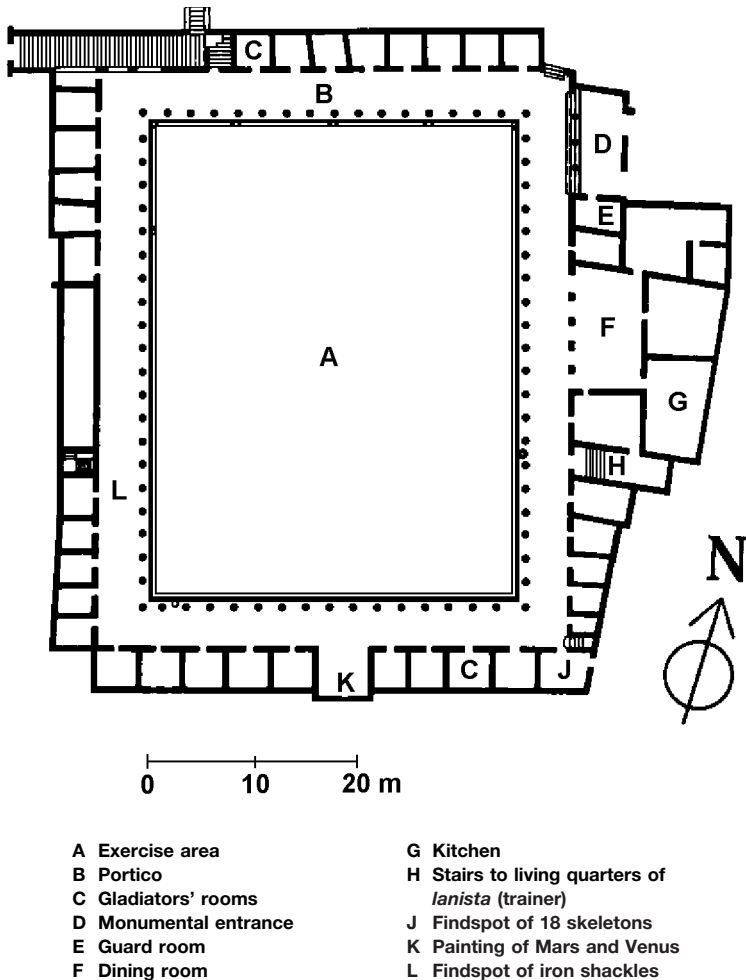 C
B
D
E
F
A
G
H
L
N
K
C
J
0 10 20 m
A Exercise area
B Portico
C Gladiators' rooms
D Monumental entrance
E Guard room
F Dining room
G Kitchen
H Stairs to living quarters of
lanista (trainer)
J Findspot of 18 skeletons
K Painting of Mars and Venus
L Findspot of iron shackles